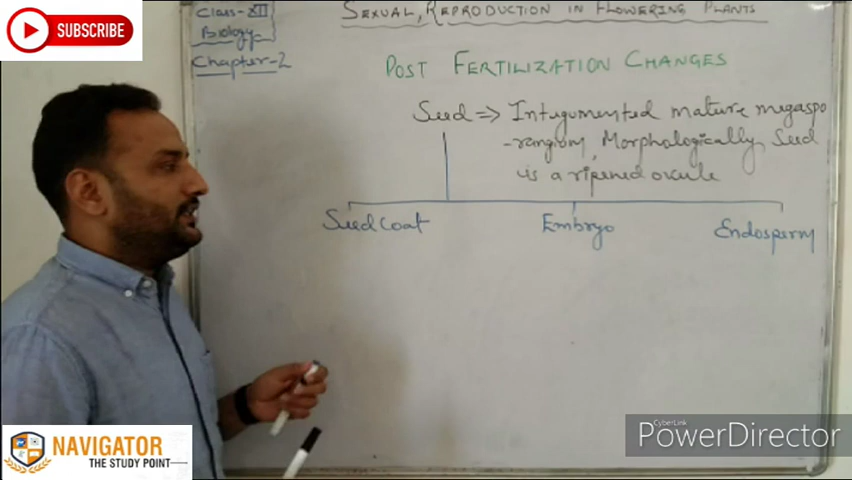 SUBSCRIBE
Class-XII
Biology
Chapter-2
SEXUAL REPRODUCTION IN FLOWERING PLANTS
POST FERTILIZATION CHANGES
Seed => Integumented mature megaspo
-rangium, Morphologically, Seed
is a ripened ovule
Seed coat Embryo Endosperm
CyberLink
PowerDirector
NAVIGATOR
THE STUDY POINT